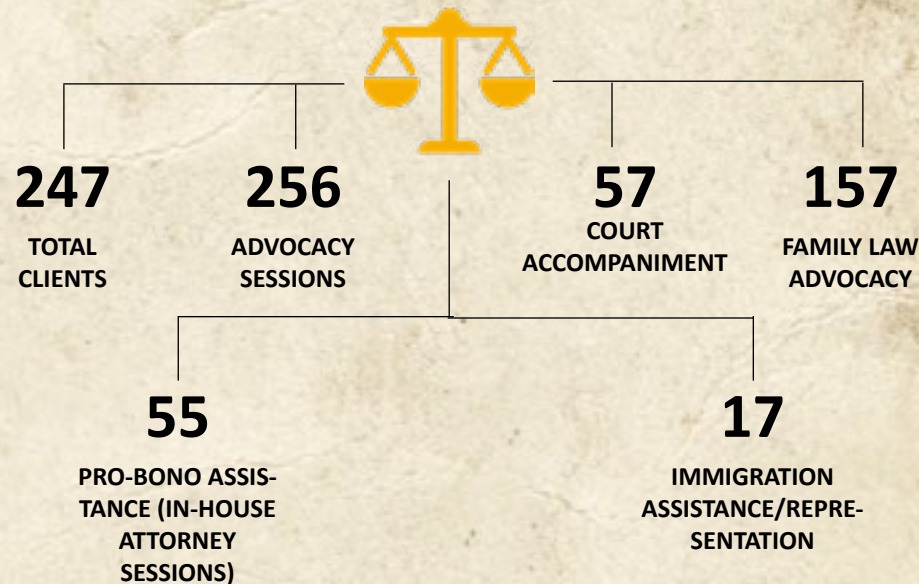 247
TOTAL
CLIENTS
256
ADVOCACY
SESSIONS
57
COURT
ACCOMPANIMENT
157
FAMILY LAW
ADVOCACY
55
PRO-BONO ASSIS-
TANCE (IN-HOUSE
ATTORNEY
SESSIONS)
17
IMMIGRATION
ASSISTANCE/REPRE-
SENTATION